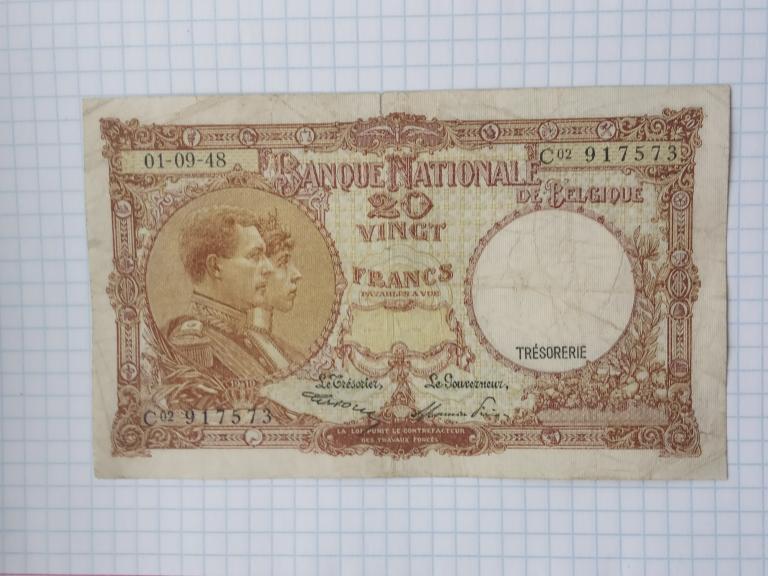 01-09-48
C02 917573
BANQUE NATIONALE
DE BELGIQUE
20
VINGT
FRANCS
PAYABLES A VUE
TRÉSORERIE
1910
Le Trésorier,
Le Gouverneur,
C02 917573
LA LOI PUNIT LE CONTREFACTEUR
DES TRAVAUX FORCÉS